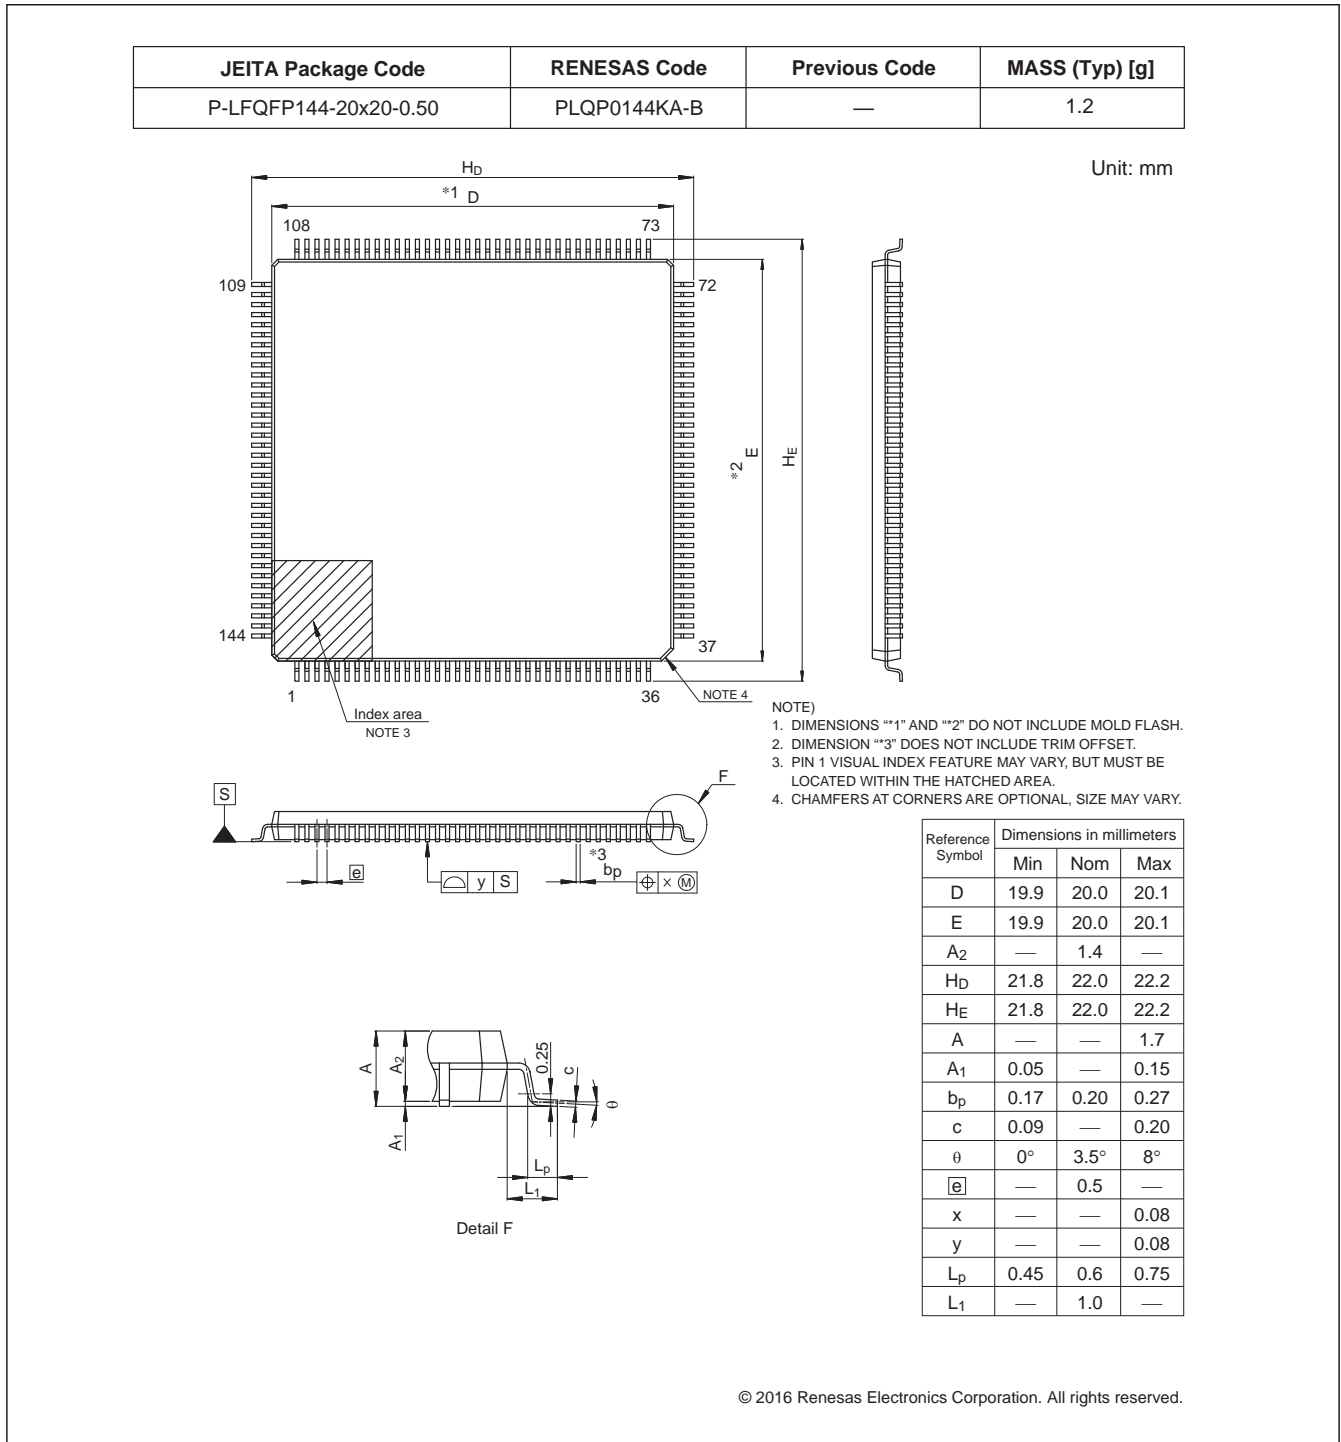 JEITA Package Code RENESAS Code Previous Code MASS (Typ) [g]
P-LFQFP144-20x20-0.50 PLQP0144KA-B — 1.2
Unit: mm
HD
*1 D
108 73
109 72
*2 E
HE
144 37
1 36
NOTE 4
Index area
NOTE 3
NOTE)
1. DIMENSIONS “*1” AND “*2” DO NOT INCLUDE MOLD FLASH.
2. DIMENSION “*3” DOES NOT INCLUDE TRIM OFFSET.
3. PIN 1 VISUAL INDEX FEATURE MAY VARY, BUT MUST BE
LOCATED WITHIN THE HATCHED AREA.
4. CHAMFERS AT CORNERS ARE OPTIONAL, SIZE MAY VARY.
S
F
e
y S
*3
bp
x M
A
A2
A1
0.25
c
θ
Lp
L1
Detail F
Reference Symbol Dimensions in millimeters
Min Nom Max
D 19.9 20.0 20.1
E 19.9 20.0 20.1
A2 — 1.4 —
HD 21.8 22.0 22.2
HE 21.8 22.0 22.2
A — — 1.7
A1 0.05 — 0.15
bp 0.17 0.20 0.27
c 0.09 — 0.20
θ 0° 3.5° 8°
e — 0.5 —
x — — 0.08
y — — 0.08
Lp 0.45 0.6 0.75
L1 — 1.0 —
© 2016 Renesas Electronics Corporation. All rights reserved.